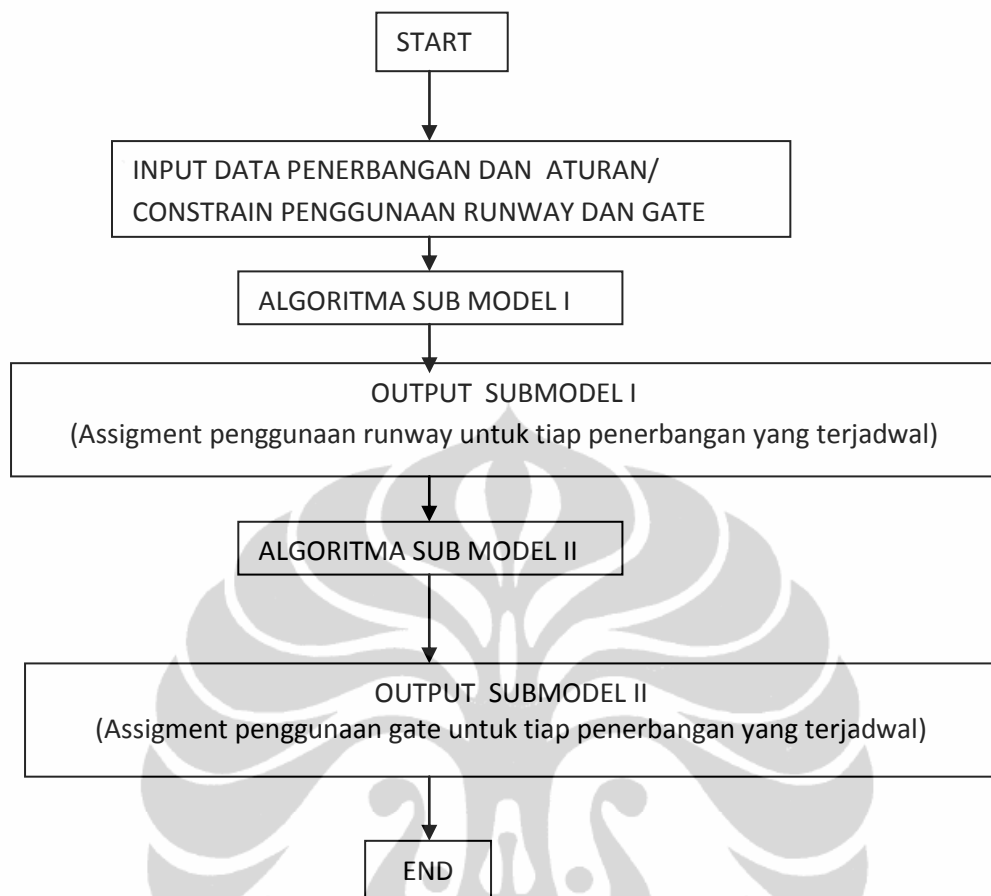 START
INPUT DATA PENERBANGAN DAN ATURAN/
CONSTRAIN PENGGUNAAN RUNWAY DAN GATE
ALGORITMA SUB MODEL I
OUTPUT SUBMODEL I
(Assigment penggunaan runway untuk tiap penerbangan yang terjadwal)
ALGORITMA SUB MODEL II
OUTPUT SUBMODEL II
(Assigment penggunaan gate untuk tiap penerbangan yang terjadwal)
END